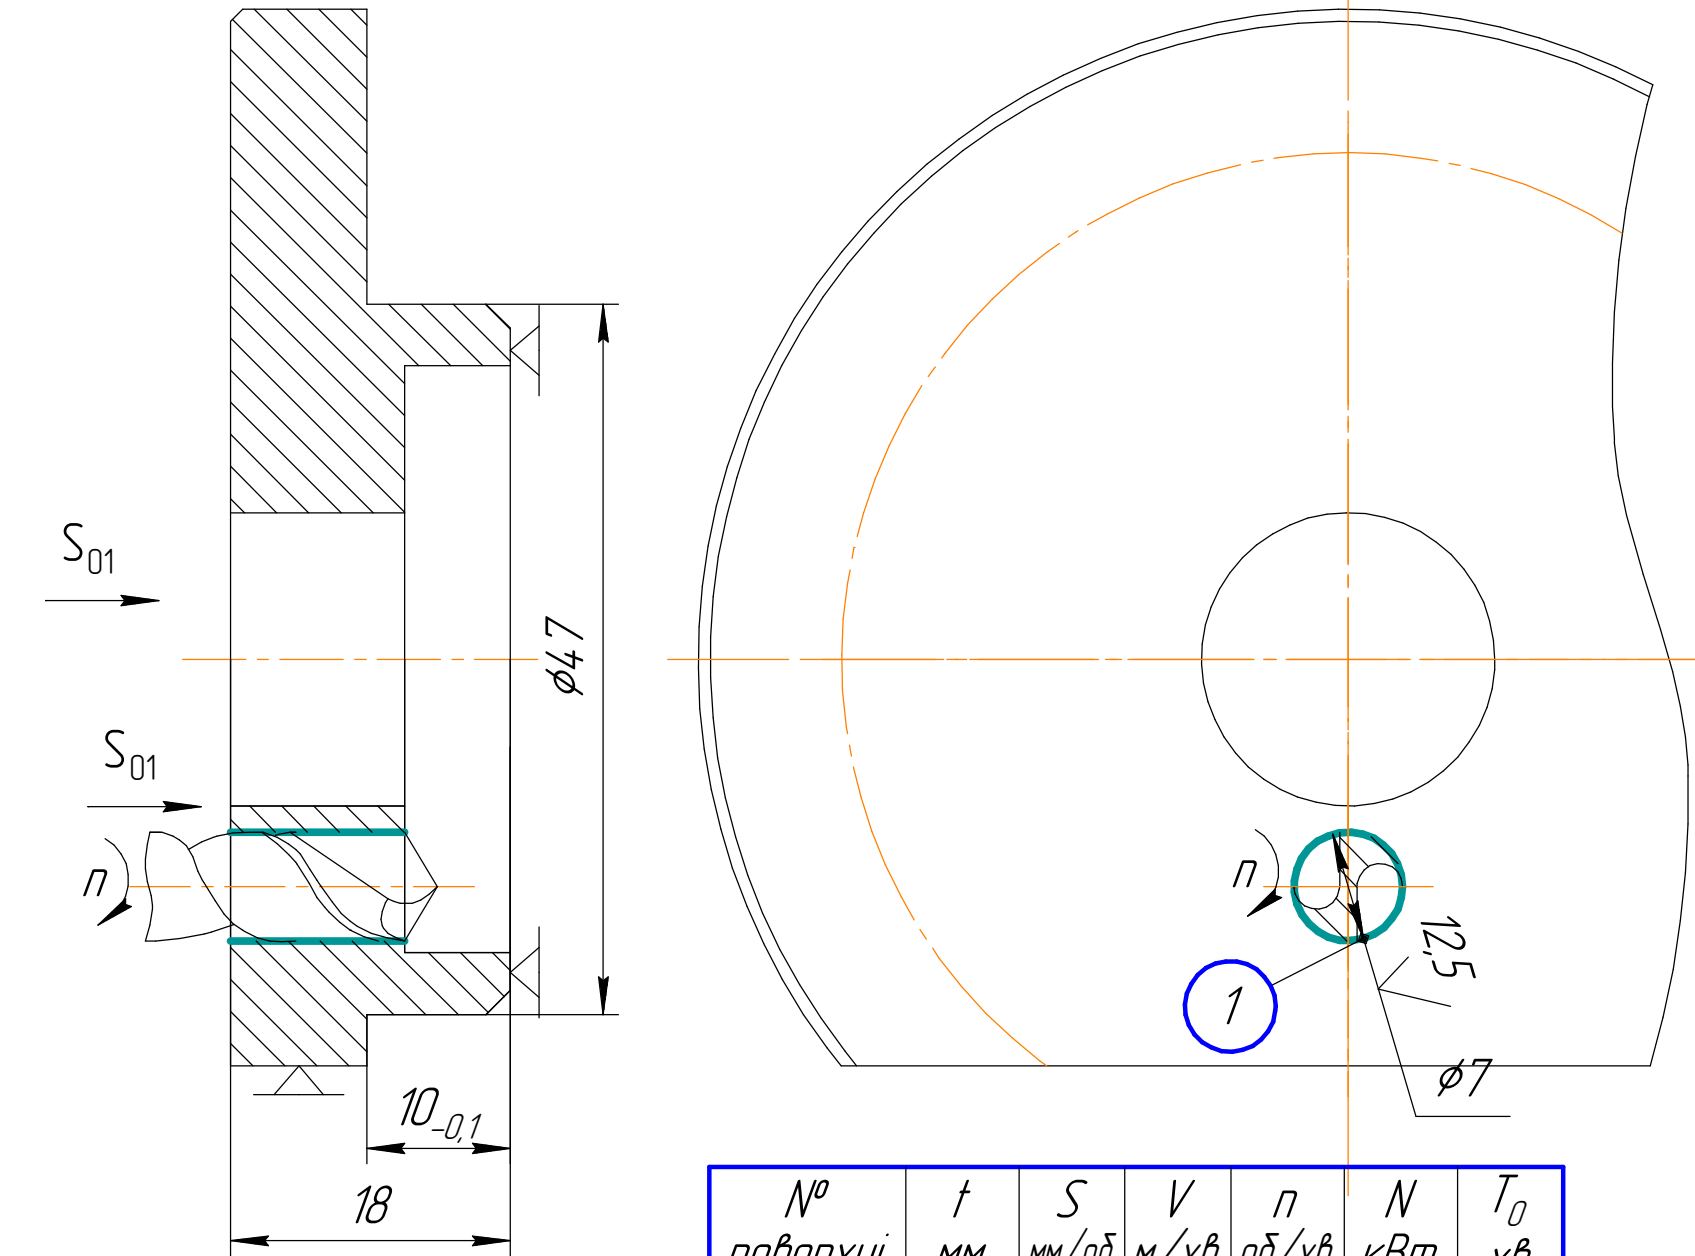 S01
S01
n
n
ϕ47
12,5
1
ϕ7
10-0,1
18
№ t S V n N T0
поверхні мм мм/об м/хв об/хв кВт хв